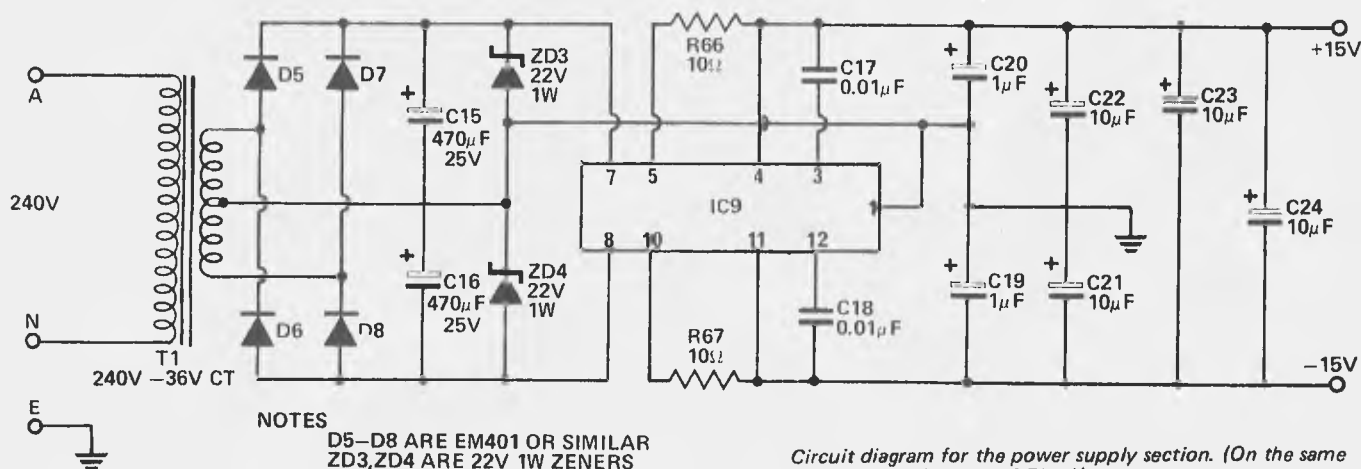 A
240V
N
T1
240V –36V CT
E
D5
D7
D6
D8
+
C15
470µF
25V
+
C16
470µF
25V
ZD3
22V
1W
ZD4
22V
1W
R66
10Ω
C17
0.01µF
7 5 4 3
IC9
1
8 10 11 12
C18
0.01µF
R67
10Ω
+
C20
1µF
+
C22
10µF
+
C23
10µF
+
C24
10µF
+
C19
1µF
+
C21
10µF
+15V
–15V
NOTES
D5–D8 ARE EM401 OR SIMILAR
ZD3,ZD4 ARE 22V 1W ZENERS
Circuit diagram for the power supply section. (On the same